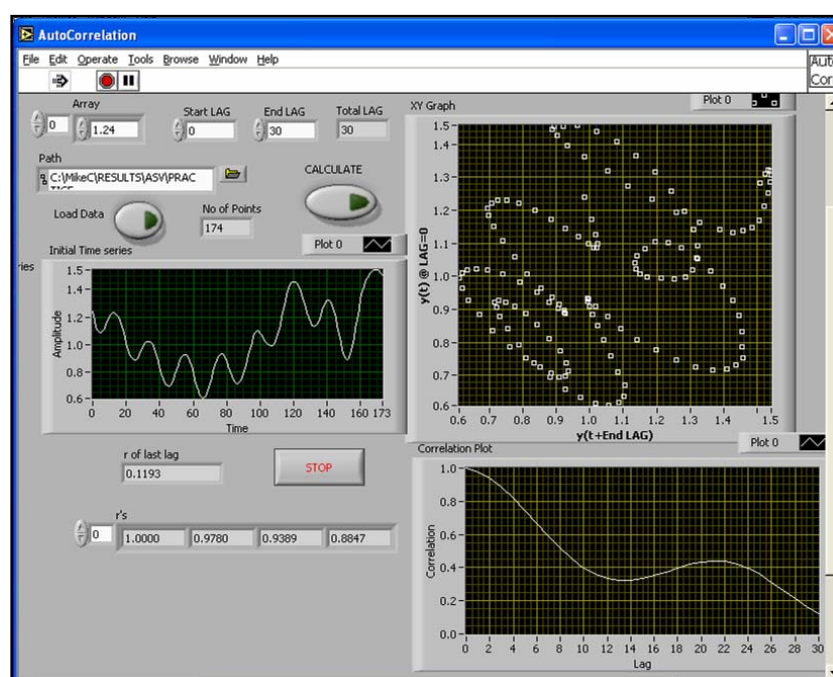 AutoCorrelation
File Edit Operate Tools Browse Window Help
Auto
Cor
Array
0
1.24
Start LAG
0
End LAG
30
Total LAG
30
Path
C:\MikeC\RESULTS\ASV\PRAC
CALCULATE
Load Data
No of Points
174
Plot 0
Initial Time series
Amplitude
1.5
1.4
1.2
1.0
0.8
0.6
0 20 40 60 80 100 120 140 160 173
Time
r of last lag
0.1193
STOP
r's
0
1.0000 0.9780 0.9389 0.8847
XY Graph
Plot 0
y(t) @ LAG=0
1.5
1.4
1.3
1.2
1.1
1.0
0.9
0.8
0.7
0.6
0.6 0.7 0.8 0.9 1.0 1.1 1.2 1.3 1.4 1.5
y(t+End LAG)
Correlation Plot
Plot 0
Correlation
1.0
0.8
0.6
0.4
0.2
0.0
0 2 4 6 8 10 12 14 16 18 20 22 24 26 28 30
Lag